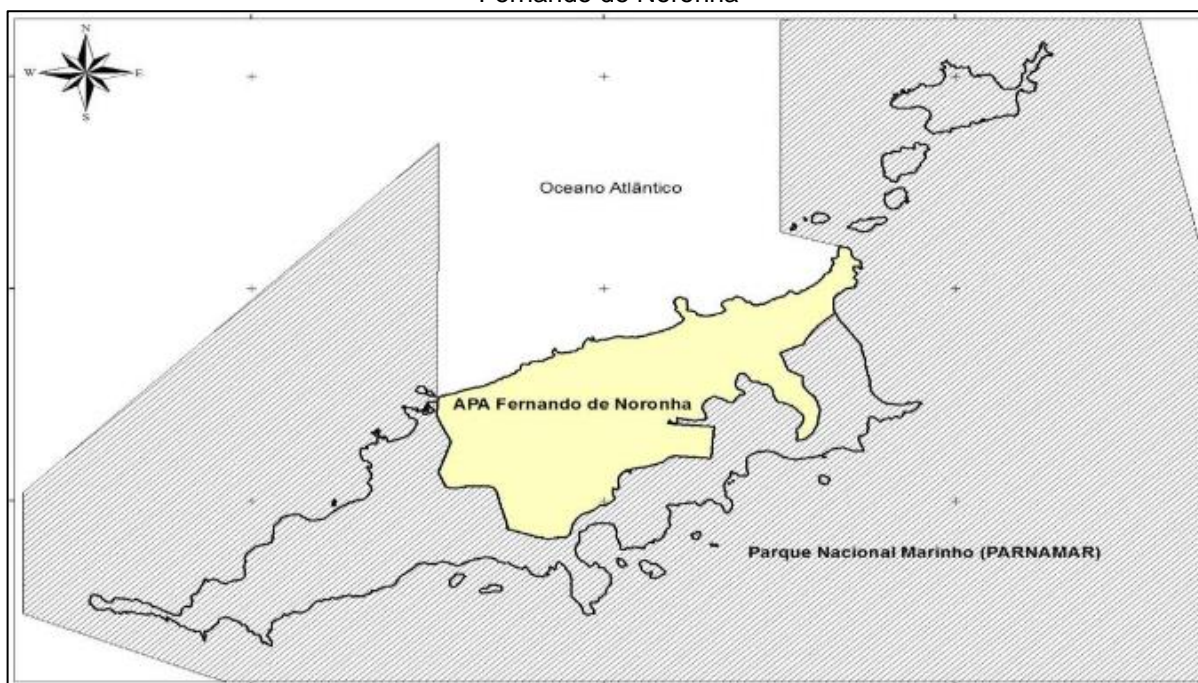 Fernando de Noronha
N
W E
S
Oceano Atlântico
APA Fernando de Noronha
Parque Nacional Marinho (PARNAMAR)